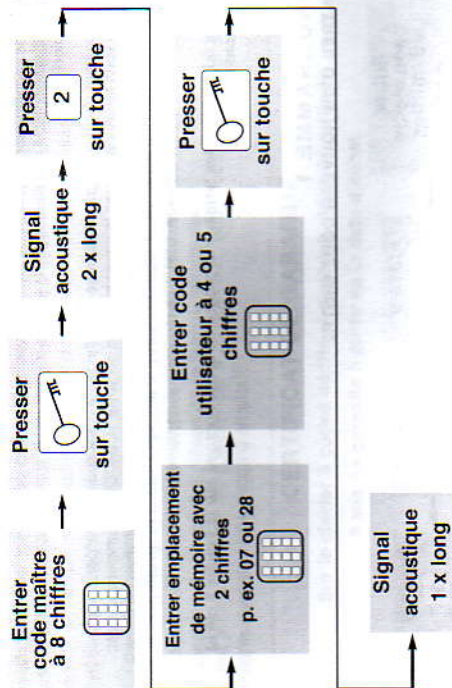 Entrer
code maître
à 8 chiffres
Presser
sur touche
Signal
acoustique
2 x long
Presser
2
sur touche
Entrer emplacement
de mémoire avec
2 chiffres
p. ex. 07 ou 28
Entrer code
utilisateur à 4 ou 5
chiffres
Presser
sur touche
Signal
acoustique
1 x long